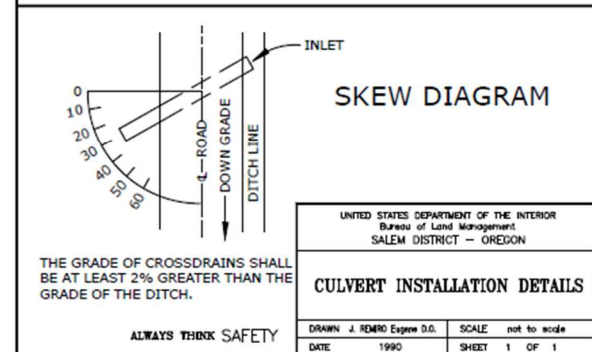 INLET
SKEW DIAGRAM
0
10
20
30
40
50
60
℄ ROAD
DOWN GRADE
DITCH LINE
THE GRADE OF CROSSDRAINS SHALL
BE AT LEAST 2% GREATER THAN THE
GRADE OF THE DITCH.
ALWAYS THINK SAFETY
UNITED STATES DEPARTMENT OF THE INTERIOR
Bureau of Land Management
SALEM DISTRICT – OREGON
CULVERT INSTALLATION DETAILS
DRAWN J. REMRO Eugene D.O. SCALE not to scale
DATE 1990 SHEET 1 OF 1